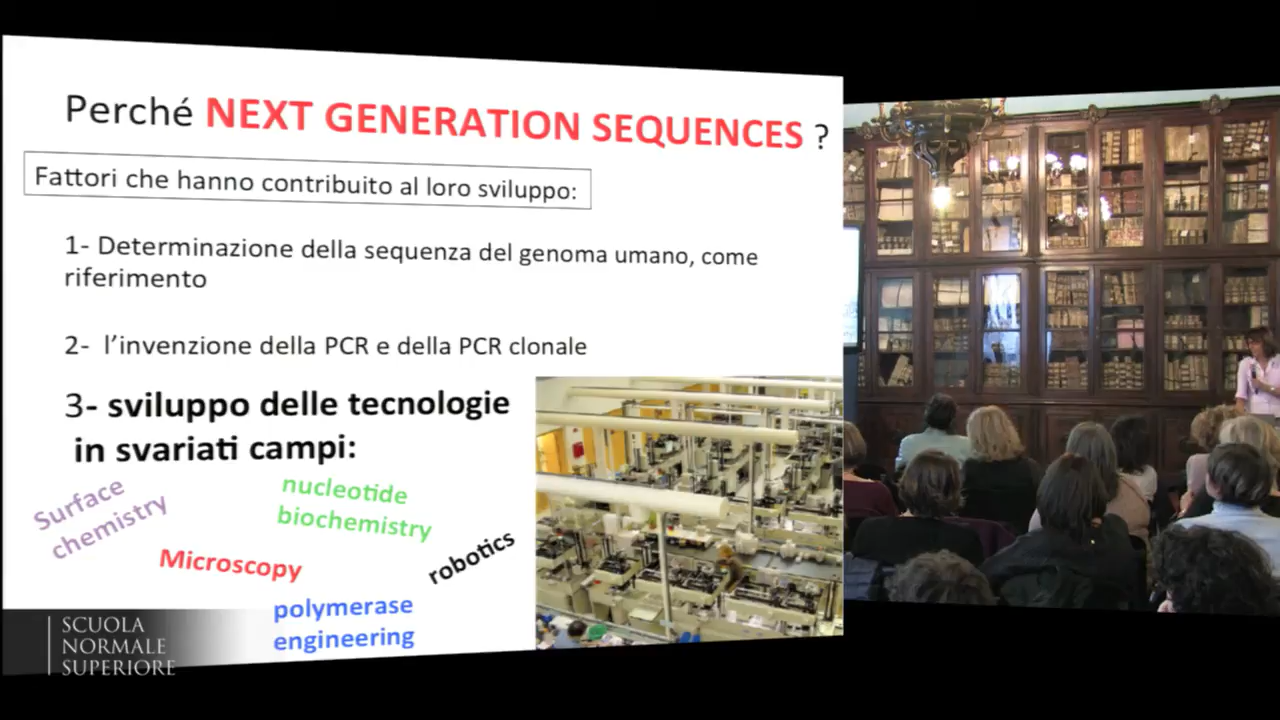 Perché NEXT GENERATION SEQUENCES ?
Fattori che hanno contribuito al loro sviluppo:
1- Determinazione della sequenza del genoma umano, come
riferimento
2- l'invenzione della PCR e della PCR clonale
3- sviluppo delle tecnologie
in svariati campi:
Surface
chemistry
nucleotide
biochemistry
Microscopy
robotics
polymerase
engineering
SCUOLA
NORMALE
SUPERIORE